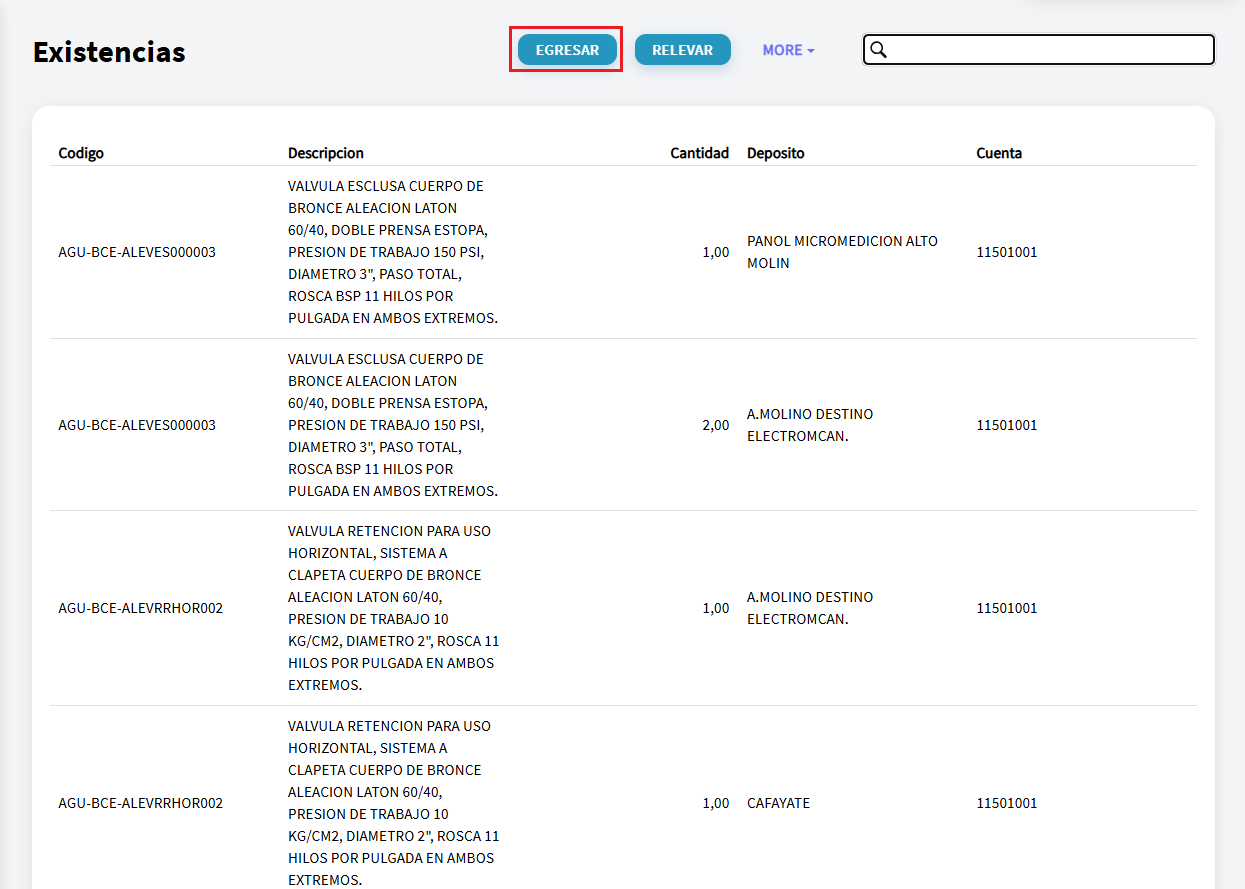 Existencias
EGRESAR
RELEVAR
MORE
Codigo
Descripcion
Cantidad
Deposito
Cuenta
AGU-BCE-ALEVES000003
VALVULA ESCLUSA CUERPO DE
BRONCE ALEACION LATON
60/40, DOBLE PRENSA ESTOPA,
PRESION DE TRABAJO 150 PSI,
DIAMETRO 3", PASO TOTAL,
ROSCA BSP 11 HILOS POR
PULGADA EN AMBOS EXTREMOS.
1,00
PANOL MICROMEDICION ALTO
MOLIN
11501001
AGU-BCE-ALEVES000003
VALVULA ESCLUSA CUERPO DE
BRONCE ALEACION LATON
60/40, DOBLE PRENSA ESTOPA,
PRESION DE TRABAJO 150 PSI,
DIAMETRO 3", PASO TOTAL,
ROSCA BSP 11 HILOS POR
PULGADA EN AMBOS EXTREMOS.
2,00
A.MOLINO DESTINO
ELECTROMCAN.
11501001
AGU-BCE-ALEVRRHOR002
VALVULA RETENCION PARA USO
HORIZONTAL, SISTEMA A
CLAPETA CUERPO DE BRONCE
ALEACION LATON 60/40,
PRESION DE TRABAJO 10
KG/CM2, DIAMETRO 2", ROSCA 11
HILOS POR PULGADA EN AMBOS
EXTREMOS.
1,00
A.MOLINO DESTINO
ELECTROMCAN.
11501001
AGU-BCE-ALEVRRHOR002
VALVULA RETENCION PARA USO
HORIZONTAL, SISTEMA A
CLAPETA CUERPO DE BRONCE
ALEACION LATON 60/40,
PRESION DE TRABAJO 10
KG/CM2, DIAMETRO 2", ROSCA 11
HILOS POR PULGADA EN AMBOS
EXTREMOS.
1,00
CAFAYATE
11501001